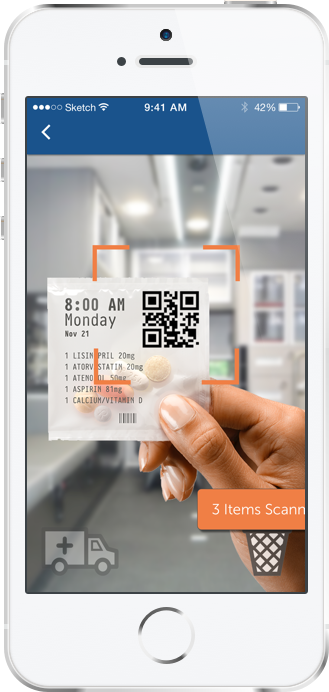 Sketch 9:41 AM 42%
8:00 AM
Monday
Nov 21
1 LISINOPRIL 20mg
1 ATORVASTATIN 20mg
1 ATENOLOL 50mg
1 ASPIRIN 81mg
1 CALCIUM/VITAMIN D
3 Items Scann